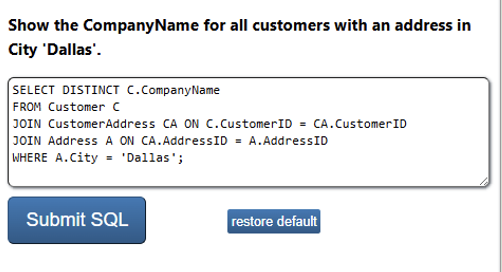 Show the CompanyName for all customers with an address in
City 'Dallas'.
SELECT DISTINCT C.CompanyName
FROM Customer C
JOIN CustomerAddress CA ON C.CustomerID = CA.CustomerID
JOIN Address A ON CA.AddressID = A.AddressID
WHERE A.City = 'Dallas';
Submit SQL
restore default